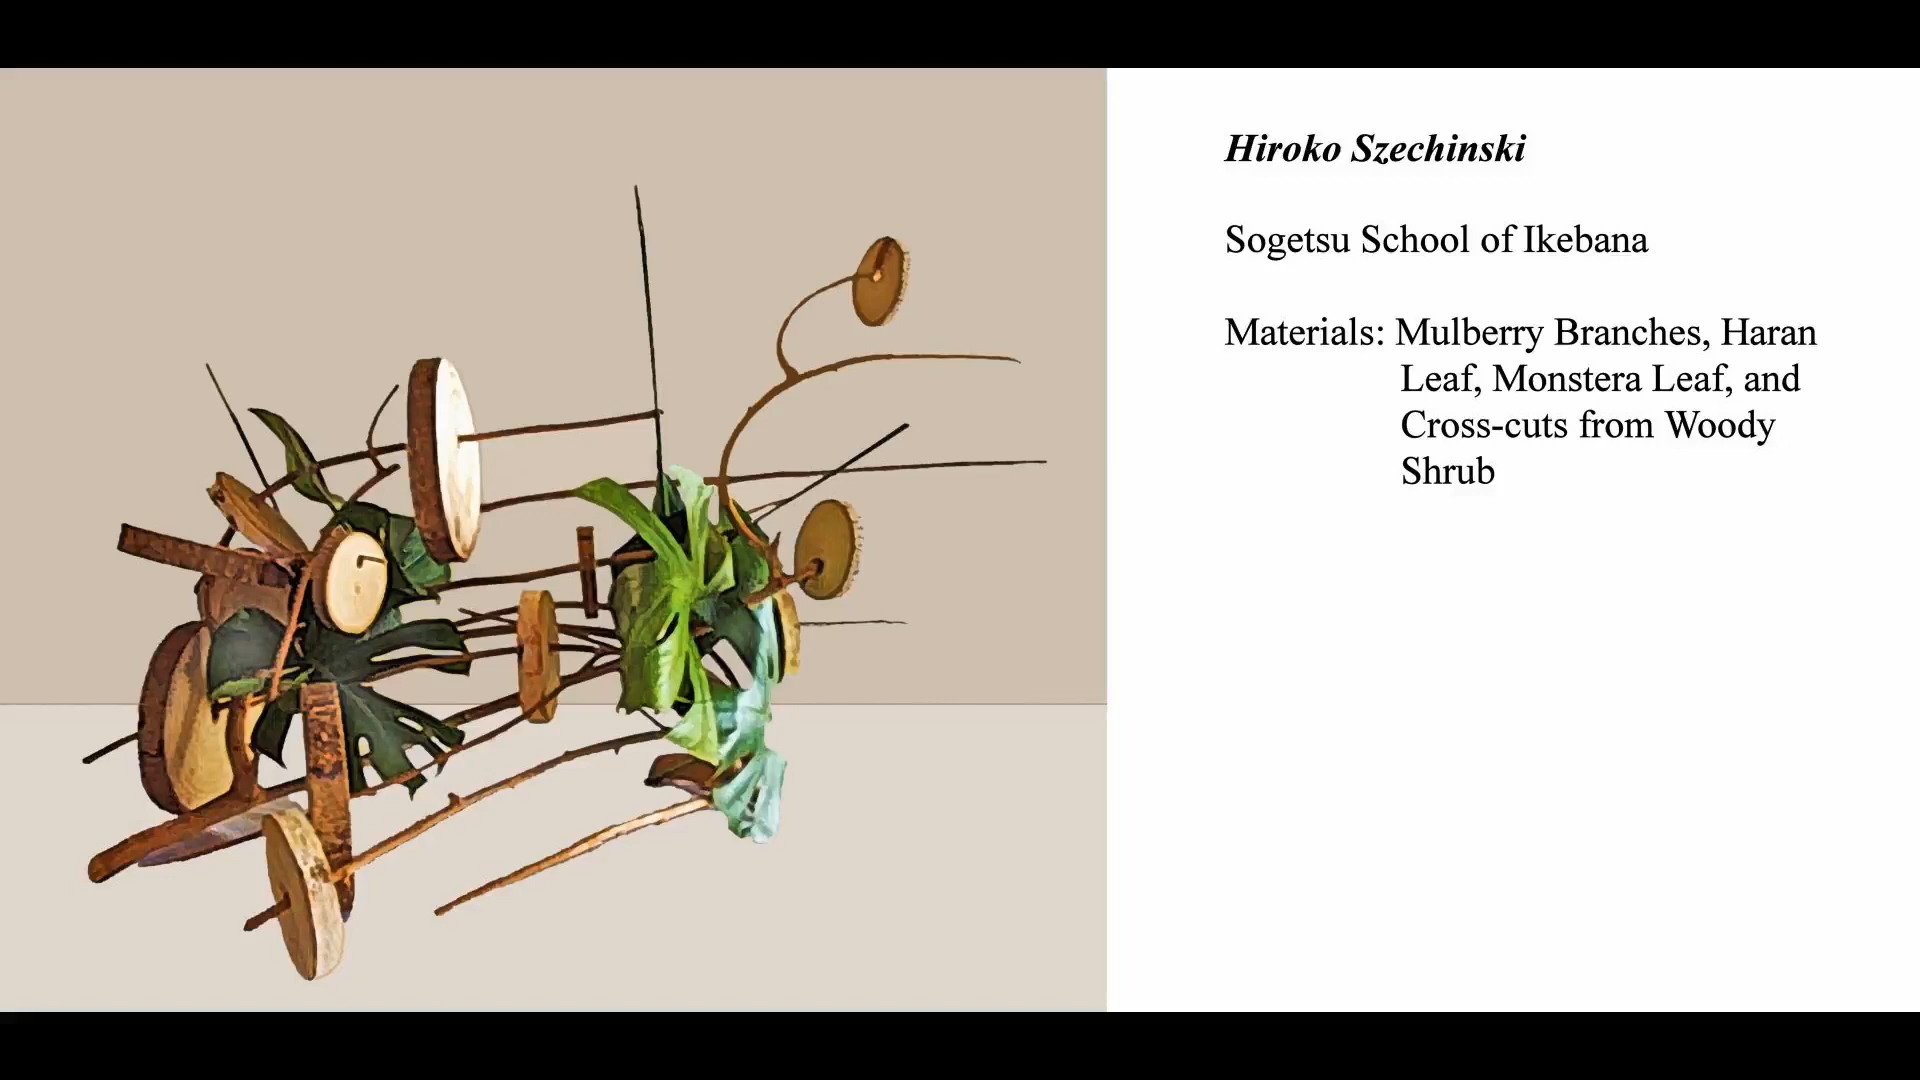 Hiroko Szechinski
Sogetsu School of Ikebana
Materials: Mulberry Branches, Haran
Leaf, Monstera Leaf, and
Cross-cuts from Woody
Shrub